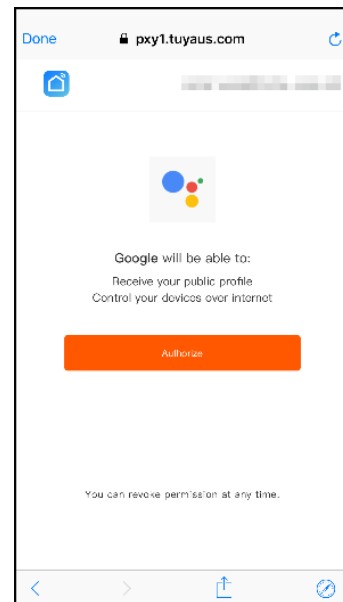 Done pxy1.tuyaus.com
Google will be able to:
Receive your public profile
Control your devices over internet
Authorize
You can revoke permission at any time.